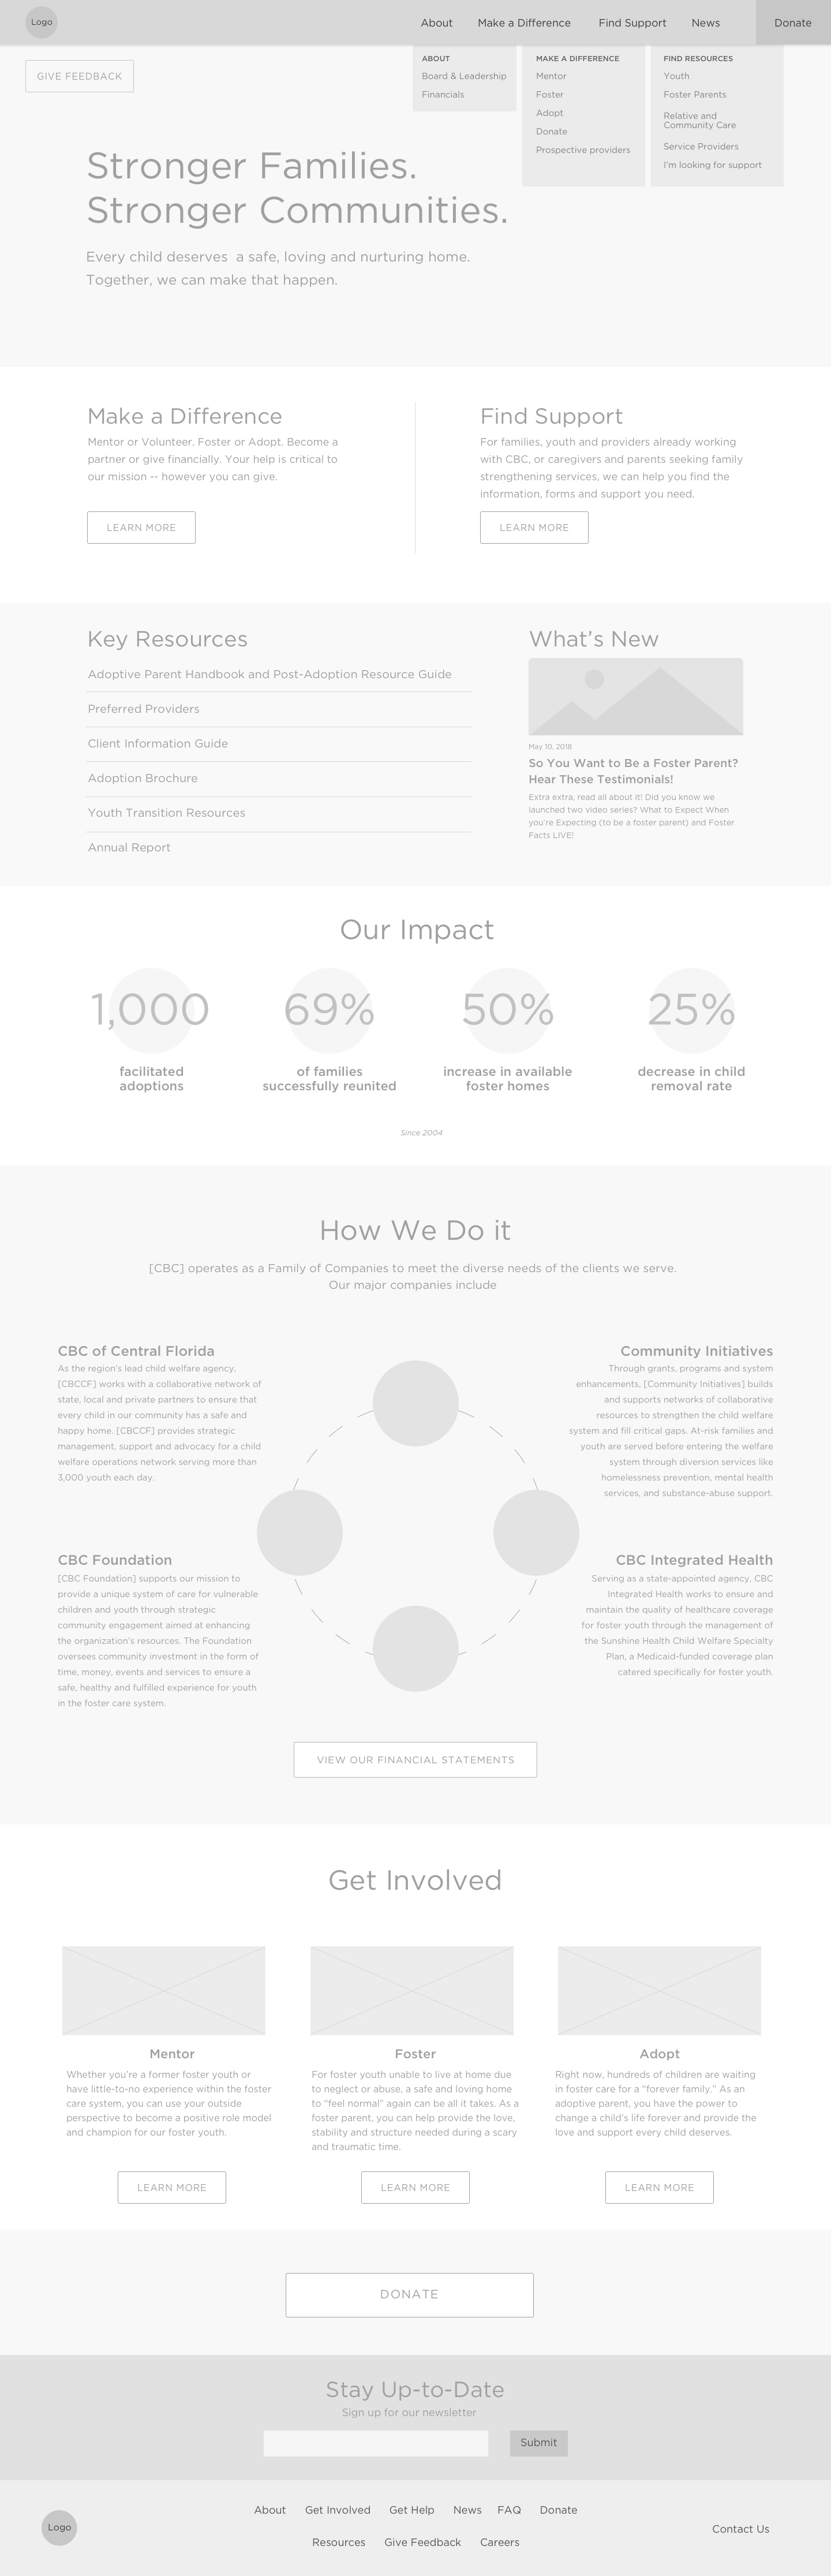 Logo
About
Make a Difference
Find Support
News
Donate
GIVE FEEDBACK
ABOUT
Board & Leadership
Financials
MAKE A DIFFERENCE
Mentor
Foster
Adopt
Donate
Prospective providers
FIND RESOURCES
Youth
Foster Parents
Relative and
Community Care
Service Providers
I'm looking for support
Stronger Families.
Stronger Communities.
Every child deserves a safe, loving and nurturing home.
Together, we can make that happen.
Make a Difference
Mentor or Volunteer. Foster or Adopt. Become a
partner or give financially. Your help is critical to
our mission -- however you can give.
LEARN MORE
Find Support
For families, youth and providers already working
with CBC, or caregivers and parents seeking family
strengthening services, we can help you find the
information, forms and support you need.
LEARN MORE
Key Resources
Adoptive Parent Handbook and Post-Adoption Resource Guide
Preferred Providers
Client Information Guide
Adoption Brochure
Youth Transition Resources
Annual Report
What's New
May 10, 2018
So You Want to Be a Foster Parent?
Hear These Testimonials!
Extra extra, read all about it! Did you know we
launched two video series? What to Expect When
you're Expecting (to be a foster parent) and Foster
Facts LIVE!
Our Impact
1,000
facilitated
adoptions
69%
of families
successfully reunited
50%
increase in available
foster homes
25%
decrease in child
removal rate
Since 2004
How We Do it
[CBC] operates as a Family of Companies to meet the diverse needs of the clients we serve.
Our major companies include
CBC of Central Florida
As the region's lead child welfare agency,
[CBCCF] works with a collaborative network of
state, local and private partners to ensure that
every child in our community has a safe and
happy home. [CBCCF] provides strategic
management, support and advocacy for a child
welfare operations network serving more than
3,000 youth each day.
Community Initiatives
Through grants, programs and system
enhancements, [Community Initiatives] builds
and supports networks of collaborative
resources to strengthen the child welfare
system and fill critical gaps. At-risk families and
youth are served before entering the welfare
system through diversion services like
homelessness prevention, mental health
services, and substance-abuse support.
CBC Foundation
[CBC Foundation] supports our mission to
provide a unique system of care for vulnerable
children and youth through strategic
community engagement aimed at enhancing
the organization's resources. The Foundation
oversees community investment in the form of
time, money, events and services to ensure a
safe, healthy and fulfilled experience for youth
in the foster care system.
CBC Integrated Health
Serving as a state-appointed agency, CBC
Integrated Health works to ensure and
maintain the quality of healthcare coverage
for foster youth through the management of
the Sunshine Health Child Welfare Specialty
Plan, a Medicaid-funded coverage plan
catered specifically for foster youth.
VIEW OUR FINANCIAL STATEMENTS
Get Involved
Mentor
Whether you're a former foster youth or
have little-to-no experience within the foster
care system, you can use your outside
perspective to become a positive role model
and champion for our foster youth.
LEARN MORE
Foster
For foster youth unable to live at home due
to neglect or abuse, a safe and loving home
to "feel normal" again can be all it takes. As a
foster parent, you can help provide the love,
stability and structure needed during a scary
and traumatic time.
LEARN MORE
Adopt
Right now, hundreds of children are waiting
in foster care for a "forever family." As an
adoptive parent, you have the power to
change a child's life forever and provide the
love and support every child deserves.
LEARN MORE
DONATE
Stay Up-to-Date
Sign up for our newsletter
Submit
Logo
About
Get Involved
Get Help
News
FAQ
Donate
Resources
Give Feedback
Careers
Contact Us